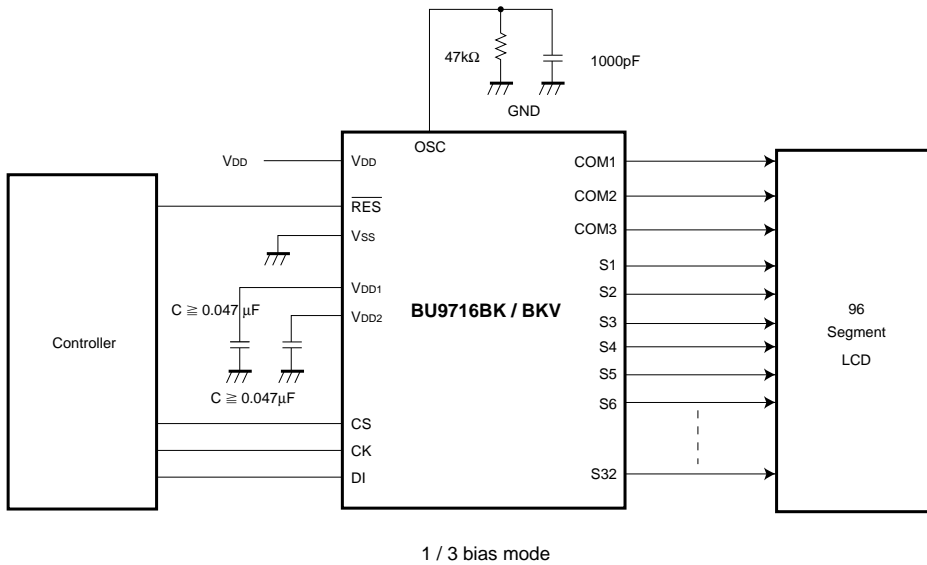 47kΩ
1000pF
GND
OSC
VDD
VDD
RES
VSS
VDD1
VDD2
C ≧ 0.047 µF
C ≧ 0.047µF
CS
CK
DI
Controller
BU9716BK / BKV
COM1
COM2
COM3
S1
S2
S3
S4
S5
S6
S32
96
Segment
LCD
1 / 3 bias mode